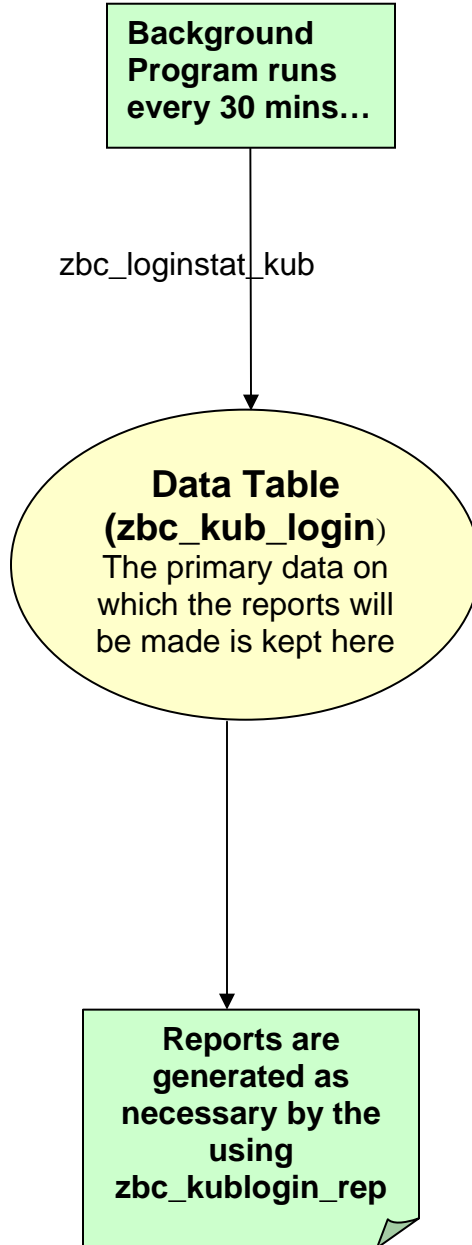 Background
Program runs
every 30 mins…
zbc_loginstat_kub
Data Table
(zbc_kub_login)
The primary data on
which the reports will
be made is kept here
Reports are
generated as
necessary by the
using
zbc_kublogin_rep